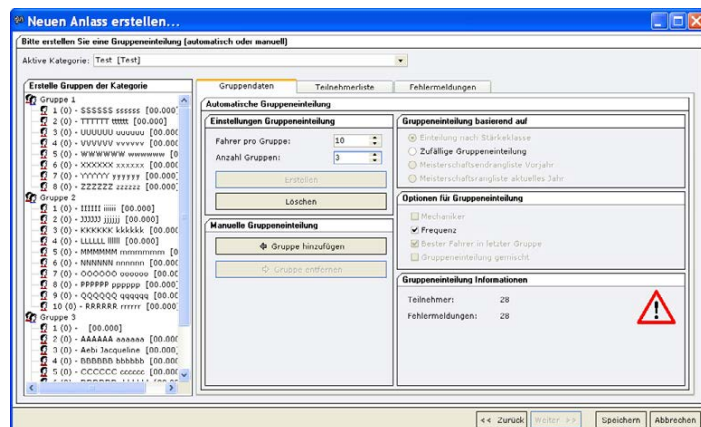 Neuen Anlass erstellen...
Bitte erstellen Sie eine Gruppeneinteilung (automatisch oder manuell)
Aktive Kategorie: Test [Test]
Erstelle Gruppen der Kategorie
Gruppe 1
1 (0) - SSSSSS ssssss [00.000]
2 (0) - TTTTTT tttttt [00.000]
3 (0) - UUUUUU uuuuuu [00.00
4 (0) - VVVVVV vvvvvv [00.000
5 (0) - WWWWWW wwwwww [0
6 (0) - XXXXXX xxxxxx [00.000
7 (0) - YYYYYY yyyyyy [00.000
8 (0) - ZZZZZZ zzzzzz [00.000
Gruppe 2
1 (0) - IIIIII iiiiii [00.000]
2 (0) - JJJJJJ jjjjjj [00.000]
3 (0) - KKKKKK kkkkkk [00.00
4 (0) - LLLLLL llllll [00.000]
5 (0) - MMMMMM mmmmmm [
6 (0) - NNNNNN nnnnnn [00.00
7 (0) - OOOOOO oooooo [00.00
8 (0) - PPPPPP pppppp [00.000
9 (0) - QQQQQQ qqqqqq [00.00
10 (0) - RRRRRR rrrrrr [00.000
Gruppe 3
1 (0) - [00.000]
2 (0) - AAAAAA aaaaaa [00.00
3 (0) - Aebi Jacqueline [00.000]
4 (0) - BBBBBB bbbbbb [00.00
5 (0) - CCCCCC cccccc [00.000
Gruppendaten
Teilnehmerliste
Fehlermeldungen
Automatische Gruppeneinteilung
Einstellungen Gruppeneinteilung
Fahrer pro Gruppe: 10
Anzahl Gruppen: 3
Erstellen
Löschen
Manuelle Gruppeneinteilung
Gruppe hinzufügen
Gruppe entfernen
Gruppeneinteilung basierend auf
Einteilung nach Stärkeklasse
Zufällige Gruppeneinteilung
Meisterschaftsendrangliste Vorjahr
Meisterschaftsrangliste aktuelles Jahr
Optionen für Gruppeneinteilung
Mechaniker
Frequenz
Bester Fahrer in letzter Gruppe
Gruppeneinteilung gemischt
Gruppeneinteilung Informationen
Teilnehmer: 28
Fehlermeldungen: 28
<< Zurück
Weiter >>
Speichern
Abbrechen